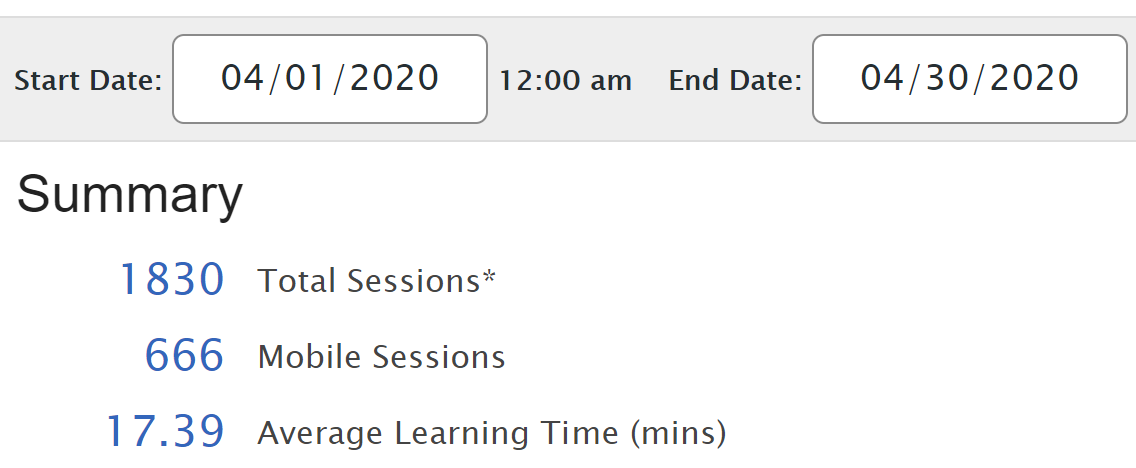 Start Date: 04/01/2020 12:00 am End Date: 04/30/2020
Summary
1830 Total Sessions*
666 Mobile Sessions
17.39 Average Learning Time (mins)